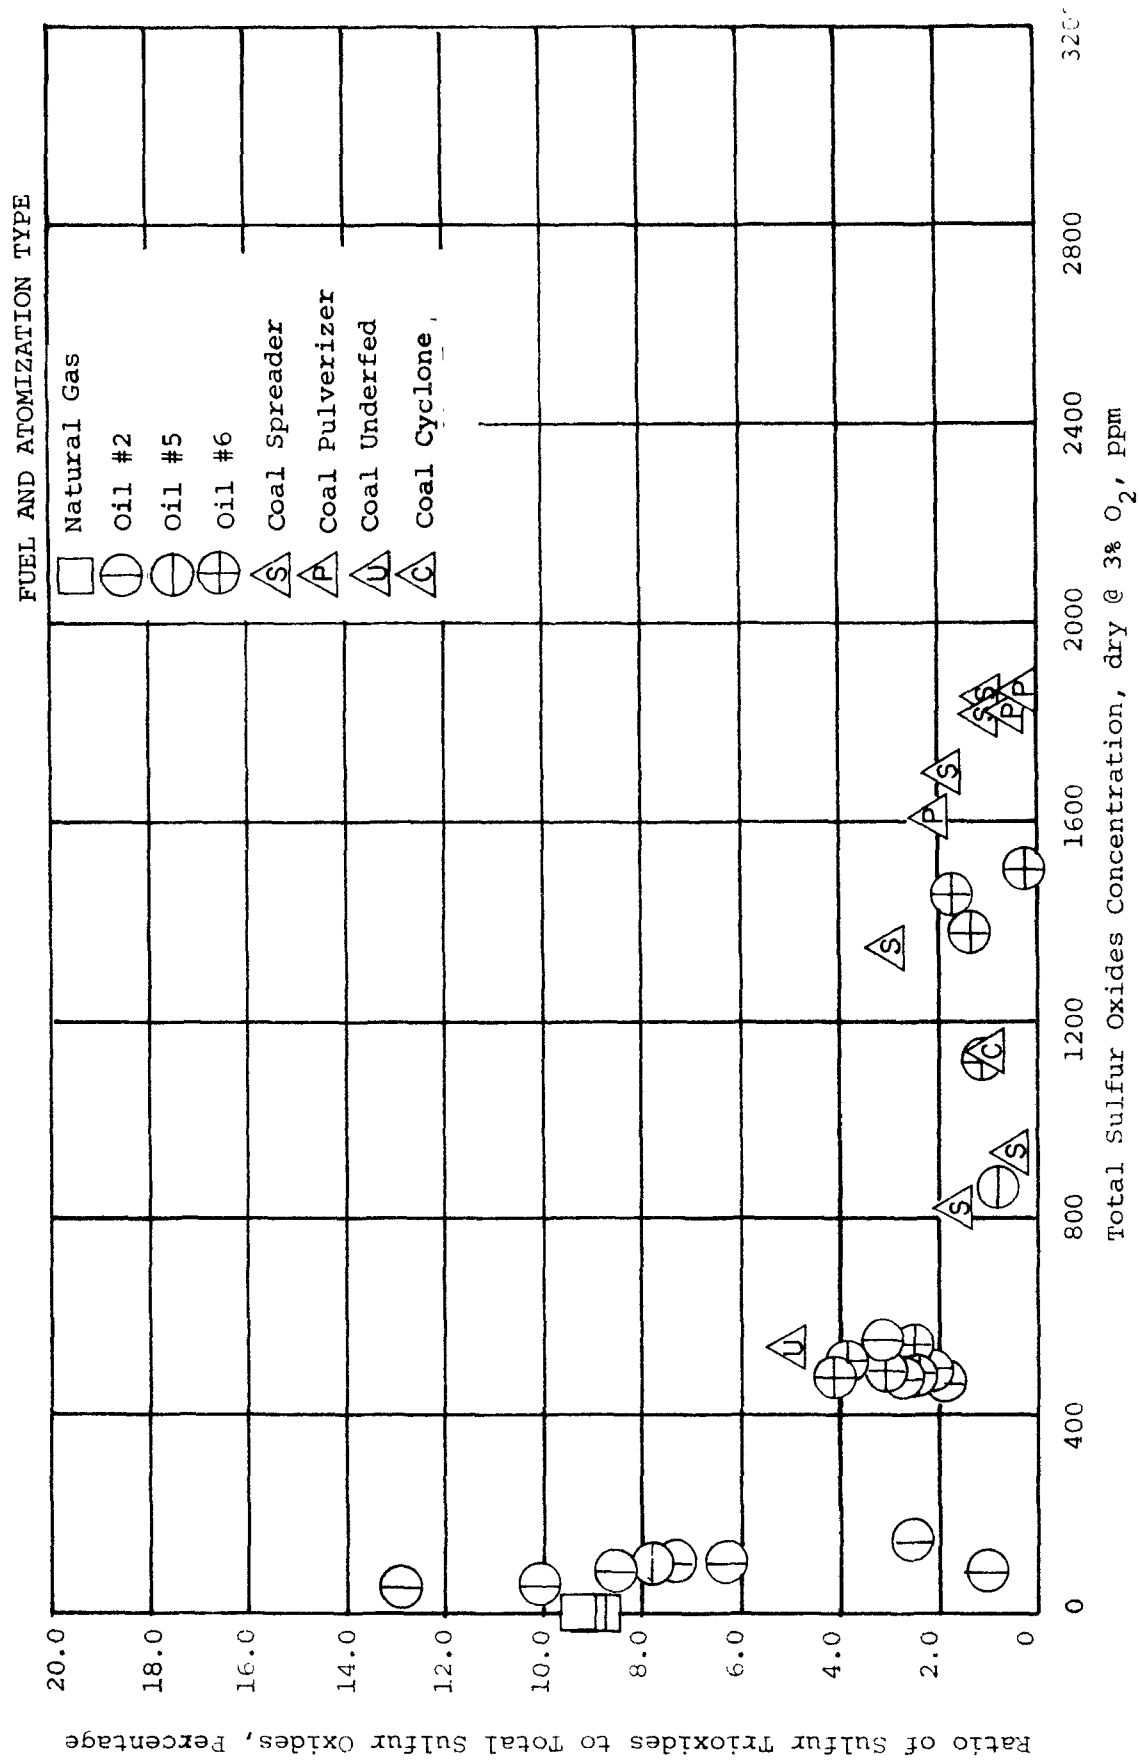 FUEL AND ATOMIZATION TYPE
Natural Gas
Oil #2
Oil #5
Oil #6
S Coal Spreader
P Coal Pulverizer
U Coal Underfed
C Coal Cyclone
20.0
18.0
16.0
14.0
12.0
10.0
8.0
6.0
4.0
2.0
0
Ratio of Sulfur Trioxides to Total Sulfur Oxides, Percentage
U
S
S
C
S
P
S
S
S
P
P
0 400 800 1200 1600 2000 2400 2800
Total Sulfur Oxides Concentration, dry @ 3% O2, ppm